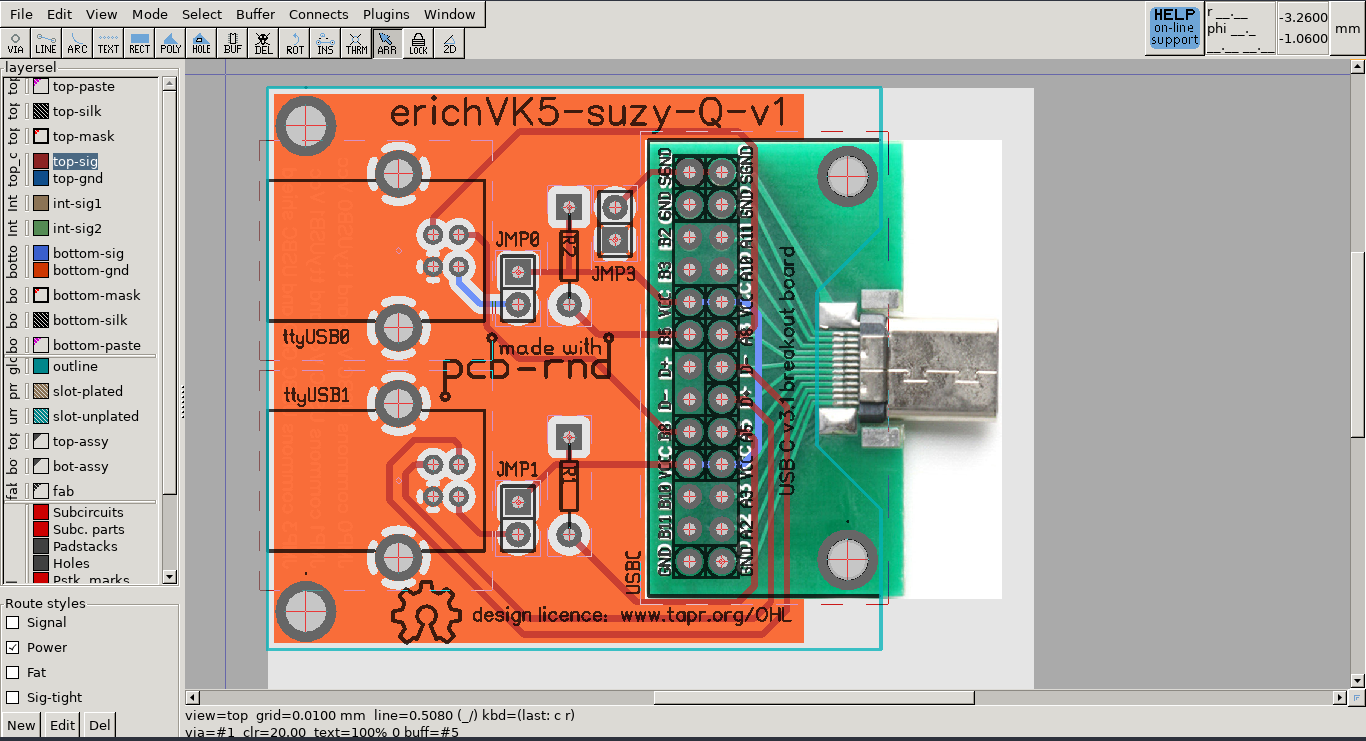 File Edit View Mode Select Buffer Connects Plugins Window
HELP
on-line
support
r __.__
phi __._
__.__ __.__
-3.2600
-1.0600
mm
VIA LINE ARC TEXT RECT POLY HOLE BUF DEL ROT INS THRM ARR LOCK 2D
layersel
top-paste
top-silk
top-mask
top-sig
top-gnd
int-sig1
int-sig2
bottom-sig
bottom-gnd
bottom-mask
bottom-silk
bottom-paste
outline
slot-plated
slot-unplated
top-assy
bot-assy
fab
Subcircuits
Subc. parts
Padstacks
Holes
Pstk. marks
Route styles
Signal
Power
Fat
Sig-tight
New Edit Del
erichVK5-suzy-Q-v1
JMP0
R2
JMP3
ttyUSB0
made with
pcb-rnd
ttyUSB1
JMP1
R1
USBC
GND
B2 A11
B3 A10
VCC VCC
B5 A8
D+ D-
D-
B8
VCC VCC
B10 A3
B11 A2
GND GND
USB C v3.1 breakout board
design licence: www.tapr.org/OHL
view=top grid=0.0100 mm line=0.5080 (_/) kbd=(last: c r)
via=#1 clr=20.00 text=100% 0 buff=#5